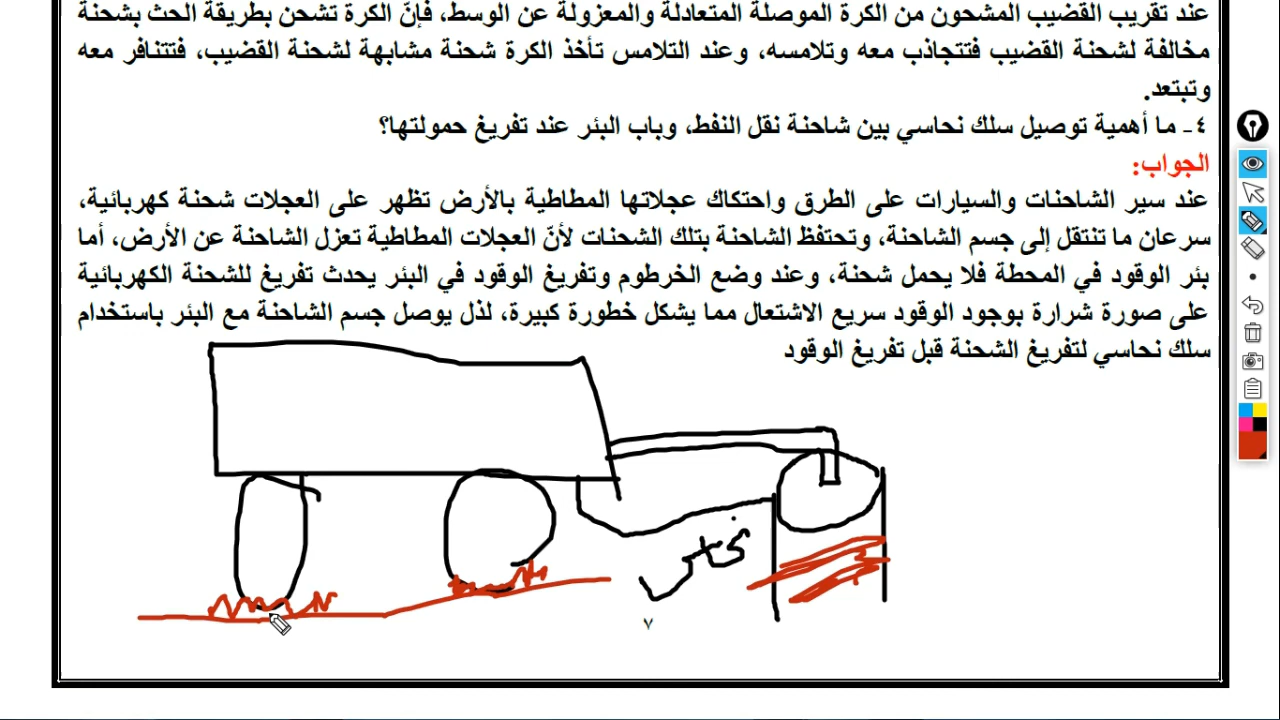 عند تقريب القضيب المشحون من الكرة الموصلة المتعادلة والمعزولة عن الوسط، فإنّ الكرة تشحن بطريقة الحث بشحنة
مخالفة لشحنة القضيب فتتجاذب معه وتلامسه، وعند التلامس تأخذ الكرة شحنة مشابهة لشحنة القضيب، فتتنافر معه
وتبتعد.
٤- ما أهمية توصيل سلك نحاسي بين شاحنة نقل النفط، وباب البئر عند تفريغ حمولتها؟
الجواب:
عند سير الشاحنات والسيارات على الطرق واحتكاك عجلاتها المطاطية بالأرض تظهر على العجلات شحنة كهربائية،
سرعان ما تنتقل إلى جسم الشاحنة، وتحتفظ الشاحنة بتلك الشحنات لأنّ العجلات المطاطية تعزل الشاحنة عن الأرض، أما
بئر الوقود في المحطة فلا يحمل شحنة، وعند وضع الخرطوم وتفريغ الوقود في البئر يحدث تفريغ للشحنة الكهربائية
على صورة شرارة بوجود الوقود سريع الاشتعال مما يشكل خطورة كبيرة، لذل يوصل جسم الشاحنة مع البئر باستخدام
سلك نحاسي لتفريغ الشحنة قبل تفريغ الوقود
٧